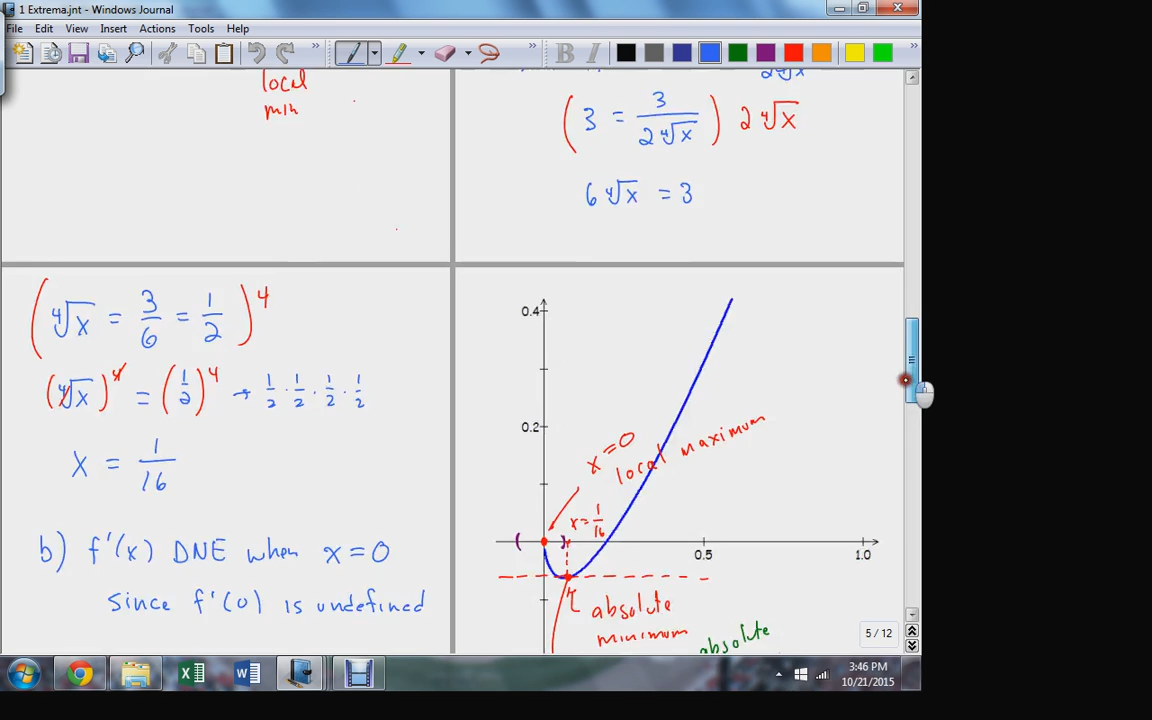 1 Extrema.jnt - Windows Journal
File Edit View Insert Actions Tools Help
B I
local
min
2∜x
( 3 = 3 / 2∜x ) 2∜x
6∜x = 3
( ∜x = 3/6 = 1/2 )^4
(∜x)^4 = (1/2)^4 → 1/2 · 1/2 · 1/2 · 1/2
x = 1/16
b) f'(x) DNE when x = 0
Since f'(0) is undefined
0.4
0.2
x = 0
local maximum
x = 1/16
( )
0.5
1.0
absolute
minimum
absolute
5 / 12
3:46 PM
10/21/2015